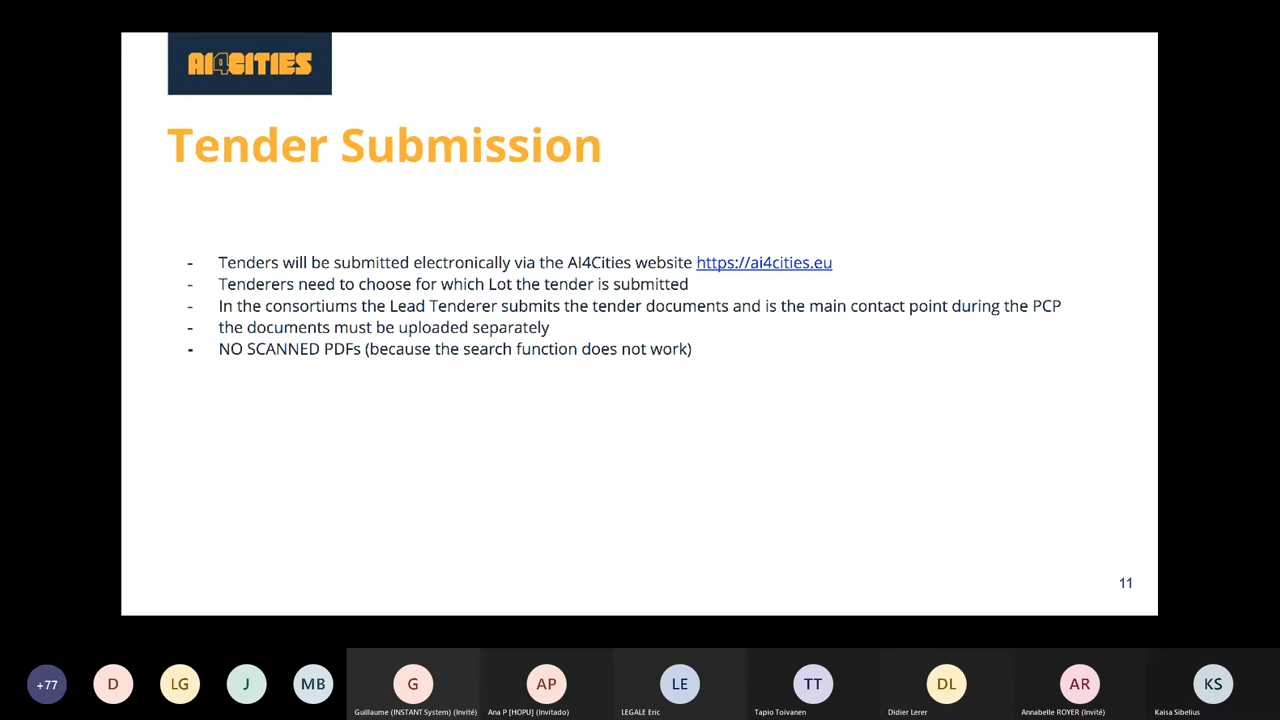 AI4CITIES
Tender Submission
- Tenders will be submitted electronically via the AI4Cities website https://ai4cities.eu
- Tenderers need to choose for which Lot the tender is submitted
- In the consortiums the Lead Tenderer submits the tender documents and is the main contact point during the PCP
- the documents must be uploaded separately
- NO SCANNED PDFs (because the search function does not work)
11
+77
D
LG
J
MB
G
AP
LE
TT
DL
AR
KS
Guillaume (INSTANT System) (Invité)
Ana P [HOPU] (Invitado)
LEGALE Eric
Tapio Toivanen
Didier Lerer
Annabelle ROYER (Invité)
Kaisa Sibelius